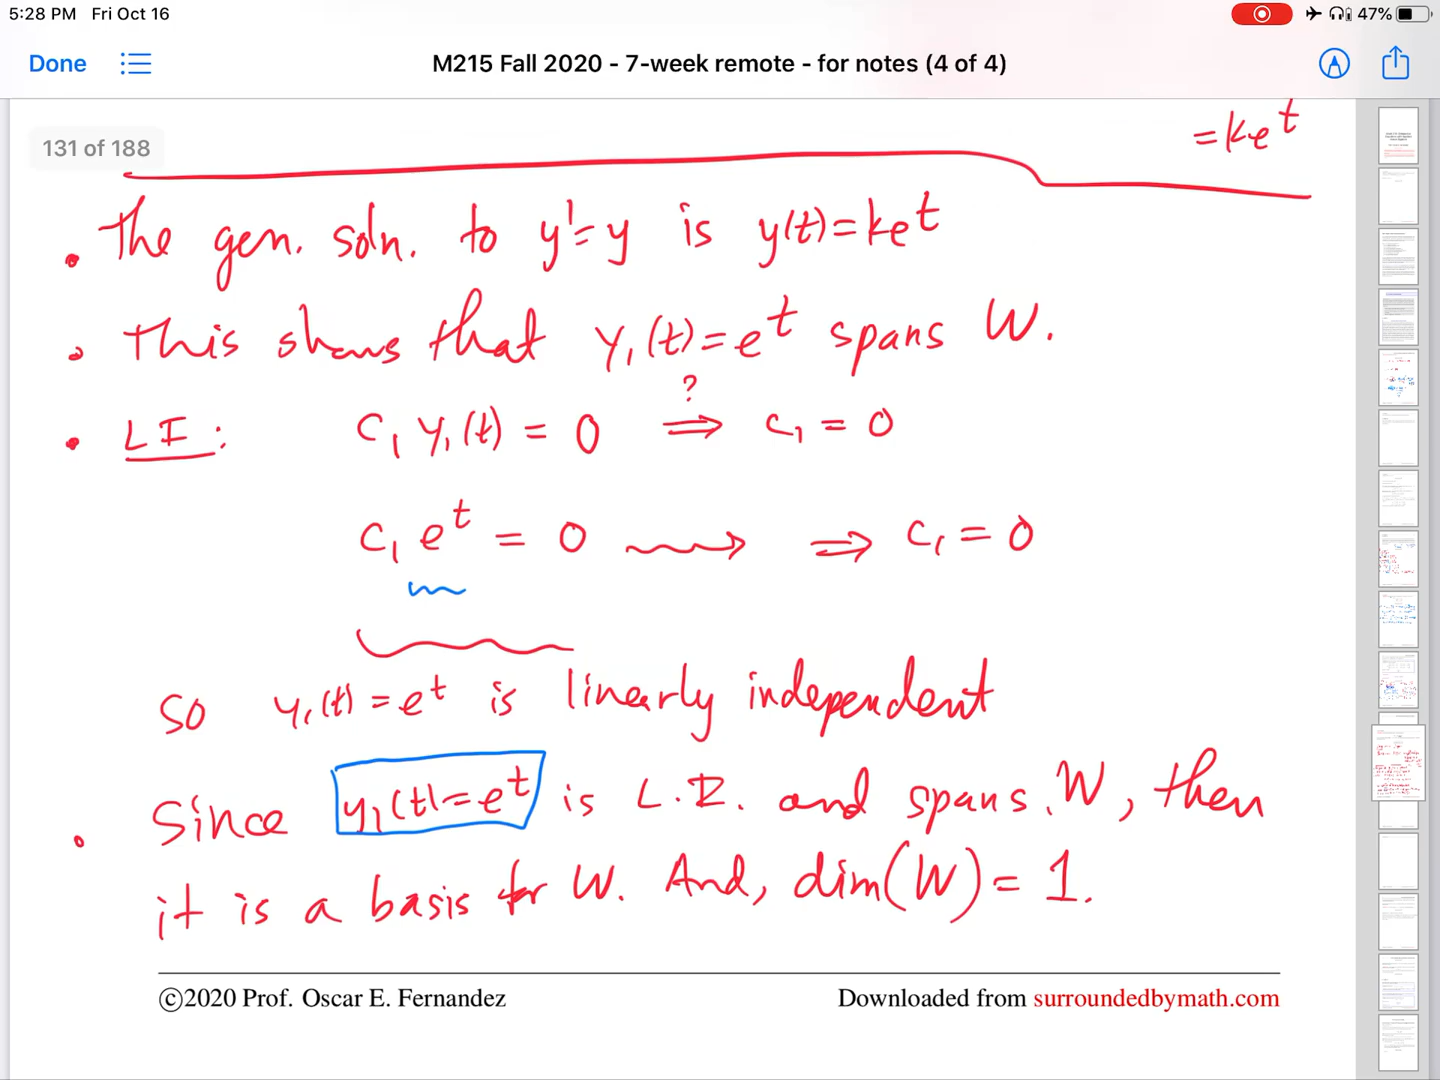 5:28 PM Fri Oct 16
47%
Done
M215 Fall 2020 - 7-week remote - for notes (4 of 4)
131 of 188
=ke^t
• The gen. soln. to y'=y is y(t)=ke^t
• This shows that y₁(t)=e^t spans W.
?
• LI: c₁ y₁(t) = 0 ⇒ c₁ = 0
c₁ e^t = 0 ⇝ ⇒ c₁ = 0
So y₁(t) = e^t is linearly independent
• Since y₁(t)=e^t is L.I. and spans W, then
it is a basis for W. And, dim(W) = 1.
©2020 Prof. Oscar E. Fernandez
Downloaded from surroundedbymath.com